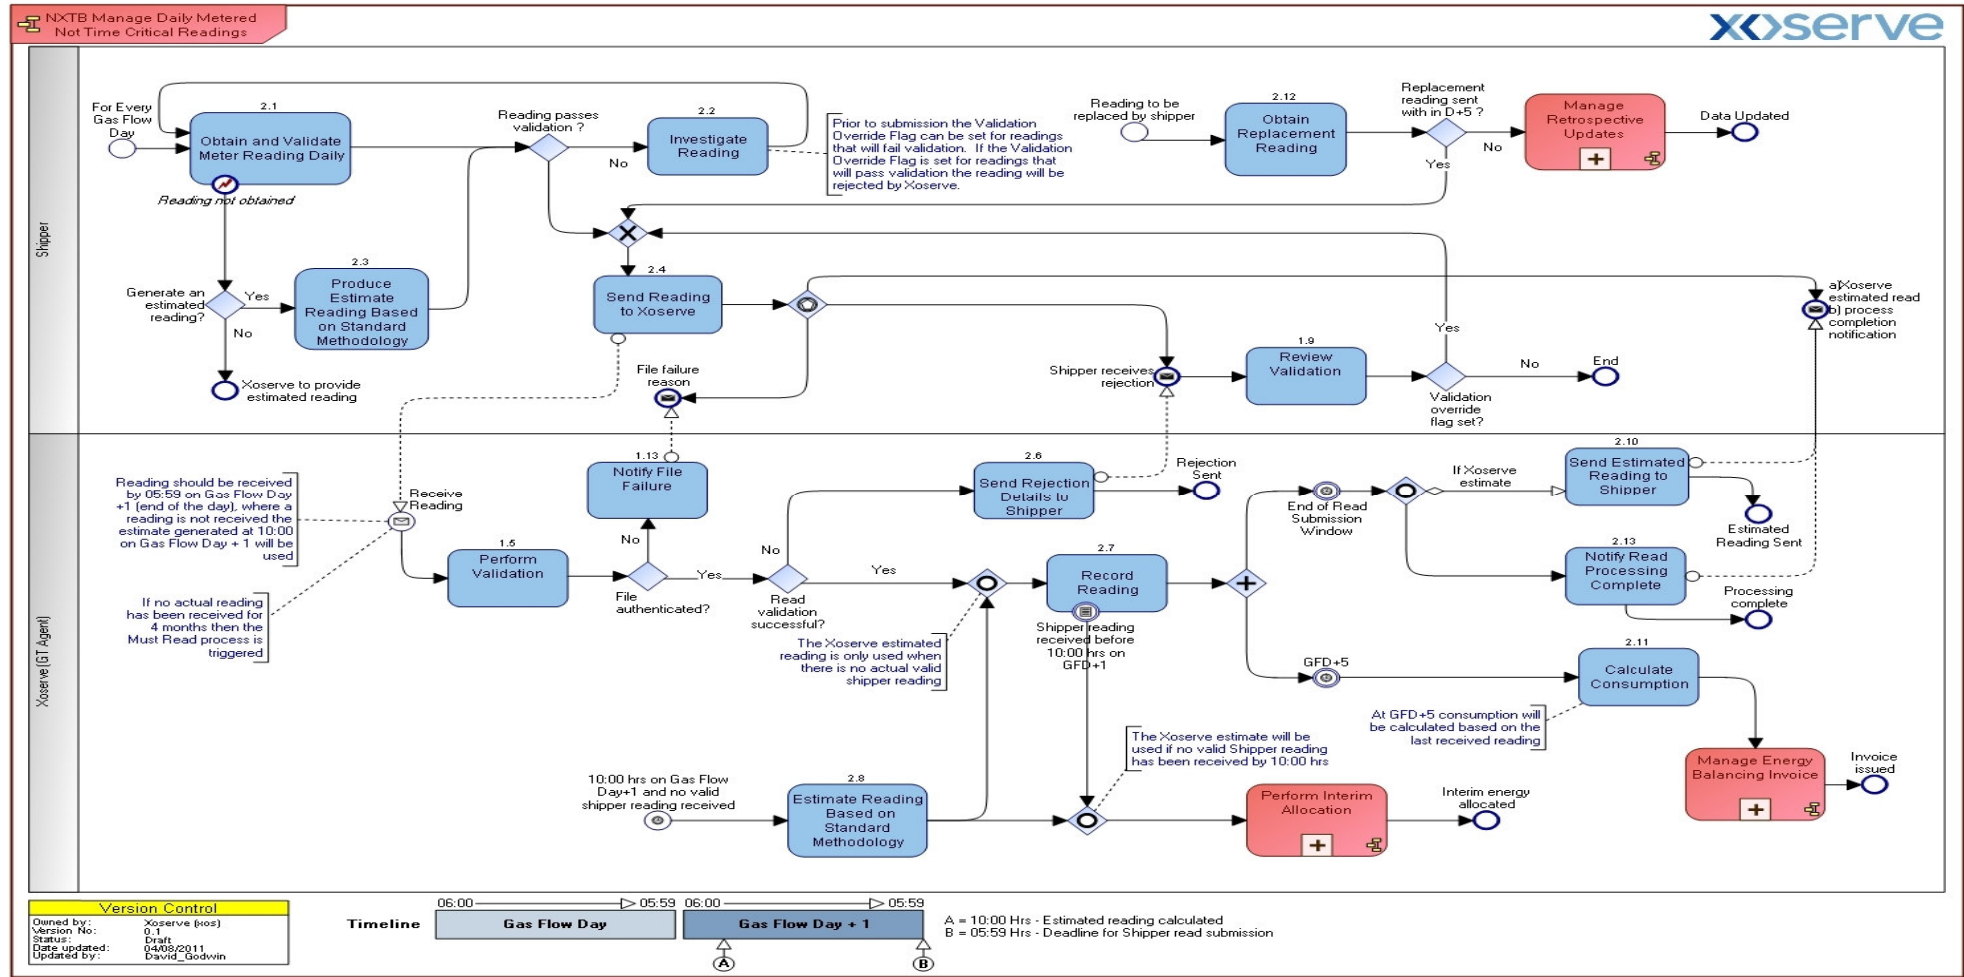 NXTB Manage Daily Metered
Not Time Critical Readings
xoserve
Shipper
For Every
Gas Flow
Day
2.1
Obtain and Validate
Meter Reading Daily
Reading not obtained
Reading passes
validation ?
No
2.2
Investigate
Reading
Prior to submission the Validation
Override Flag can be set for readings
that will fail validation. If the Validation
Override Flag is set for readings that
will pass validation the reading will be
rejected by Xoserve.
Reading to be
replaced by shipper
2.12
Obtain
Replacement
Reading
Replacement
reading sent
with in D+5 ?
No
Yes
Manage
Retrospective
Updates
Data Updated
Generate an
estimated
reading?
Yes
No
2.3
Produce
Estimate
Reading Based
on Standard
Methodology
Xoserve to provide
estimated reading
2.4
Send Reading
to Xoserve
File failure
reason
Shipper receives
rejection
1.9
Review
Validation
Yes
No
Validation
override
flag set?
End
a)Xoserve
estimated read
b) process
completion
notification
Xoserve(GT Agent)
Reading should be received
by 05:59 on Gas Flow Day
+1 (end of the day), where a
reading is not received the
estimate generated at 10:00
on Gas Flow Day + 1 will be
used
If no actual reading
has been received for
4 months then the
Must Read process is
triggered
Receive
Reading
1.5
Perform
Validation
File
authenticated?
No
Yes
1.13
Notify File
Failure
No
Yes
Read
validation
successful?
2.6
Send Rejection
Details to
Shipper
Rejection
Sent
The Xoserve estimated
reading is only used when
there is no actual valid
shipper reading
2.7
Record
Reading
Shipper reading
received before
10:00 hrs on
GFD+1
End of Read
Submission
Window
If Xoserve
estimate
2.10
Send Estimated
Reading to
Shipper
Estimated
Reading Sent
2.13
Notify Read
Processing
Complete
Processing
complete
GFD+5
2.11
Calculate
Consumption
At GFD+5 consumption will
be calculated based on the
last received reading
Manage Energy
Balancing Invoice
Invoice
issued
10:00 hrs on Gas Flow
Day+1 and no valid
shipper reading received
2.8
Estimate Reading
Based on
Standard
Methodology
The Xoserve estimate will be
used if no valid Shipper reading
has been received by 10:00 hrs
Perform Interim
Allocation
Interim energy
allocated
Version Control
Owned by: Xoserve (xos)
Version No: 0.1
Status: Draft
Date updated: 04/08/2011
Updated by: David_Godwin
Timeline
06:00 05:59
Gas Flow Day
06:00 05:59
Gas Flow Day + 1
A
B
A = 10:00 Hrs - Estimated reading calculated
B = 05:59 Hrs - Deadline for Shipper read submission